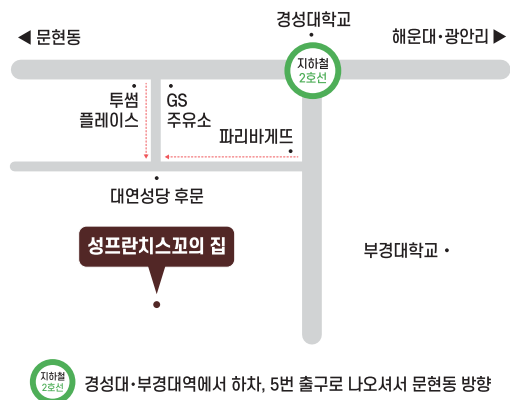 ◀ 문현동
경성대학교
해운대·광안리 ▶
지하철
2호선
투썸
플레이스
GS
주유소
파리바게뜨
대연성당 후문
성프란치스꼬의 집
부경대학교
지하철
2호선
경성대·부경대역에서 하차, 5번 출구로 나오셔서 문현동 방향